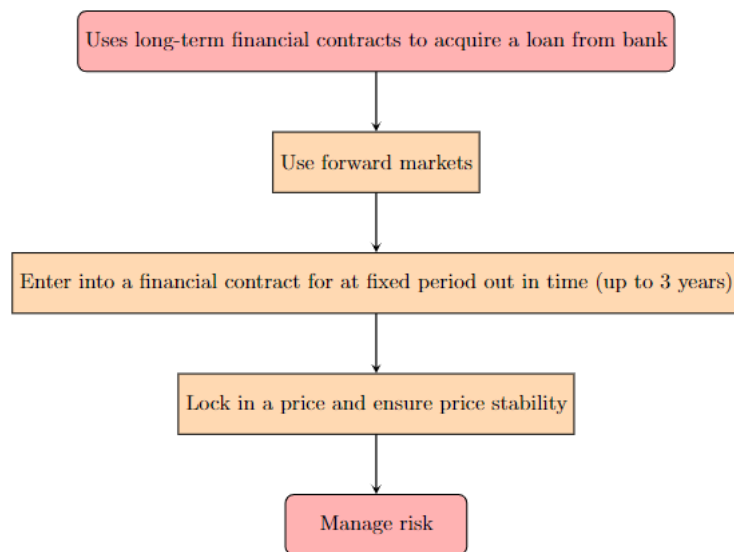 Uses long-term financial contracts to acquire a loan from bank
Use forward markets
Enter into a financial contract for at fixed period out in time (up to 3 years)
Lock in a price and ensure price stability
Manage risk